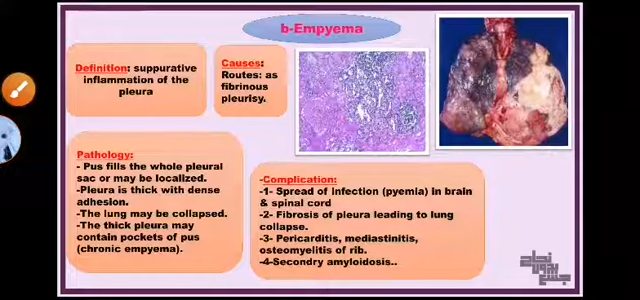 b-Empyema
Definition: suppurative
inflammation of the
pleura
Causes:
Routes: as
fibrinous
pleurisy.
Pathology:
- Pus fills the whole pleural
sac or may be localized.
-Pleura is thick with dense
adhesion.
-The lung may be collapsed.
-The thick pleura may
contain pockets of pus
(chronic empyema).
-Complication:
-1- Spread of infection (pyemia) in brain
& spinal cord
-2- Fibrosis of pleura leading to lung
collapse.
-3- Pericarditis, mediastinitis,
osteomyelitis of rib.
-4-Secondry amyloidosis..